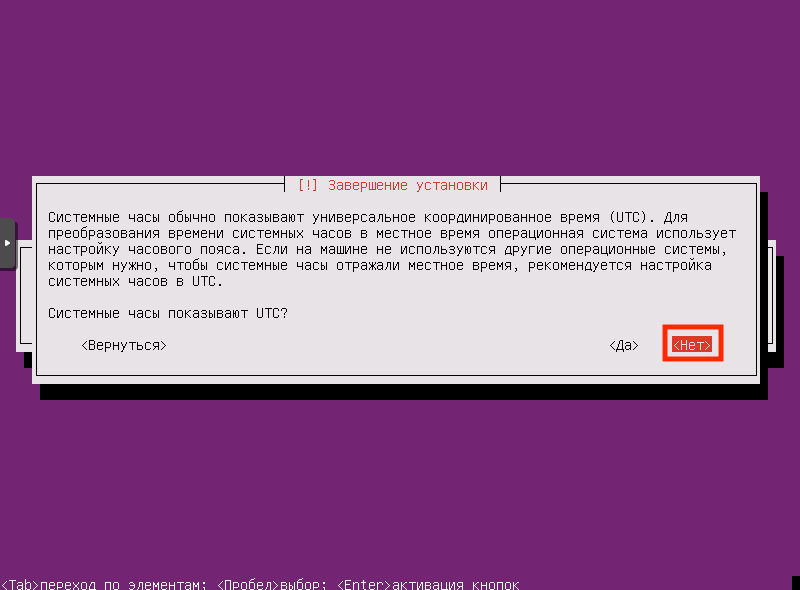 [!] Завершение установки
Системные часы обычно показывают универсальное координированное время (UTC). Для
преобразования времени системных часов в местное время операционная система использует
настройку часового пояса. Если на машине не используются другие операционные системы,
которым нужно, чтобы системные часы отражали местное время, рекомендуется настройка
системных часов в UTC.
Системные часы показывают UTC?
<Вернуться> <Да> <Нет>
<Tab>переход по элементам; <Пробел>выбор; <Enter>активация кнопок